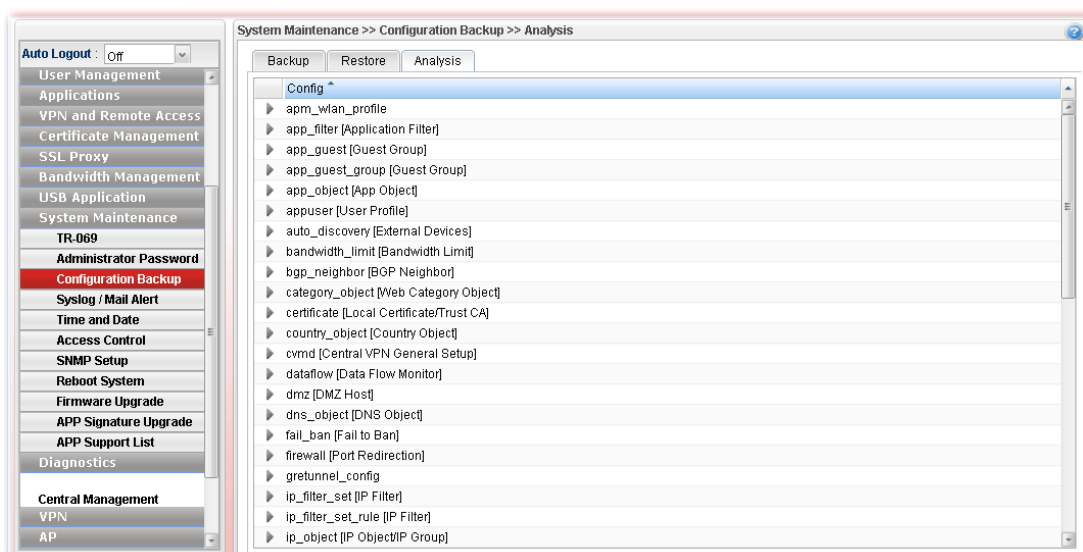 System Maintenance >> Configuration Backup >> Analysis
Auto Logout : Off
User Management
Applications
VPN and Remote Access
Certificate Management
SSL Proxy
Bandwidth Management
USB Application
System Maintenance
TR-069
Administrator Password
Configuration Backup
Syslog / Mail Alert
Time and Date
Access Control
SNMP Setup
Reboot System
Firmware Upgrade
APP Signature Upgrade
APP Support List
Diagnostics
Central Management
VPN
AP
Backup
Restore
Analysis
Config
apm_wlan_profile
app_filter [Application Filter]
app_guest [Guest Group]
app_guest_group [Guest Group]
app_object [App Object]
appuser [User Profile]
auto_discovery [External Devices]
bandwidth_limit [Bandwidth Limit]
bgp_neighbor [BGP Neighbor]
category_object [Web Category Object]
certificate [Local Certificate/Trust CA]
country_object [Country Object]
cvmd [Central VPN General Setup]
dataflow [Data Flow Monitor]
dmz [DMZ Host]
dns_object [DNS Object]
fail_ban [Fail to Ban]
firewall [Port Redirection]
gretunnel_config
ip_filter_set [IP Filter]
ip_filter_set_rule [IP Filter]
ip_object [IP Object/IP Group]